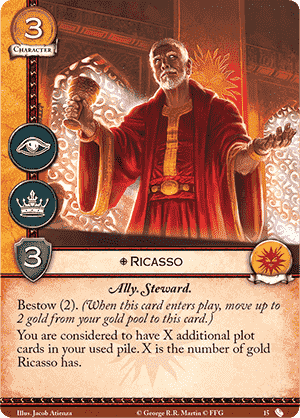 3
Character
3
Ricasso
Ally. Steward.
Bestow (2). (When this card enters play, move up to
2 gold from your gold pool to this card.)
You are considered to have X additional plot
cards in your used pile. X is the number of gold
Ricasso has.
Illus. Jacob Atienza
© George R.R. Martin © FFG
15